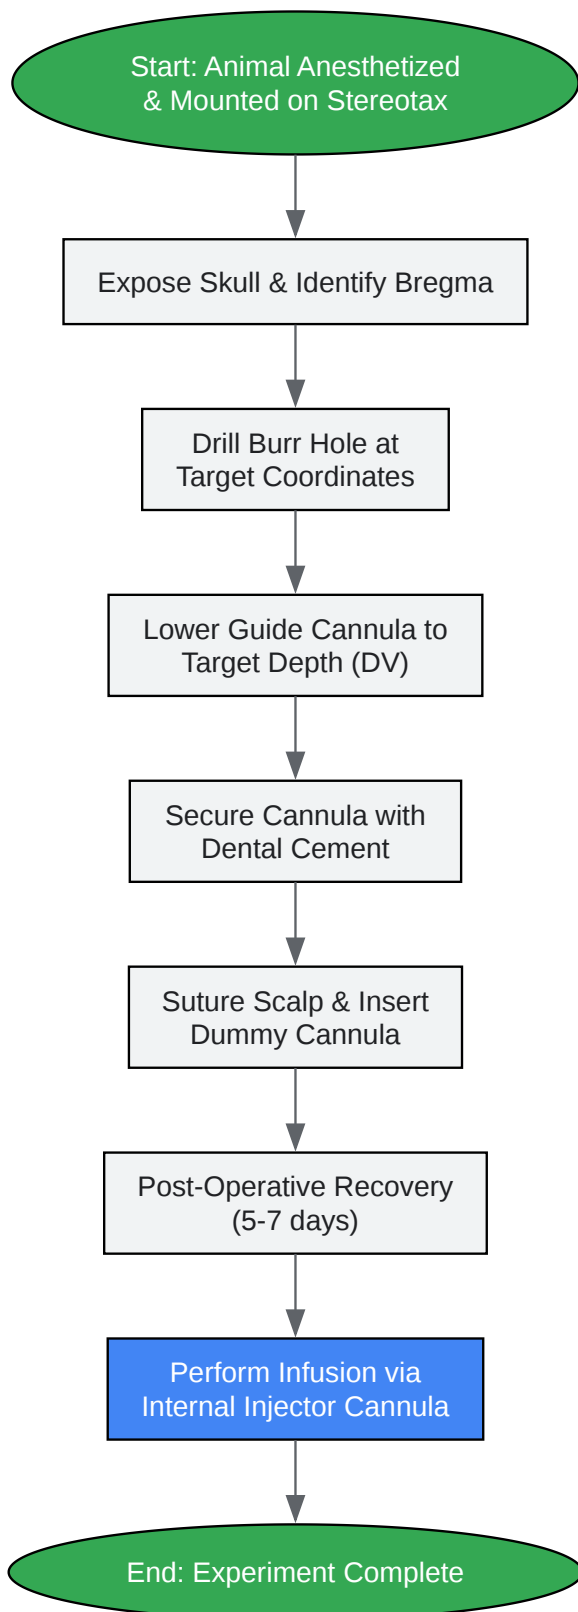 Start: Animal Anesthetized
& Mounted on Stereotax
Expose Skull & Identify Bregma
Drill Burr Hole at
Target Coordinates
Lower Guide Cannula to
Target Depth (DV)
Secure Cannula with
Dental Cement
Suture Scalp & Insert
Dummy Cannula
Post-Operative Recovery
(5-7 days)
Perform Infusion via
Internal Injector Cannula
End: Experiment Complete